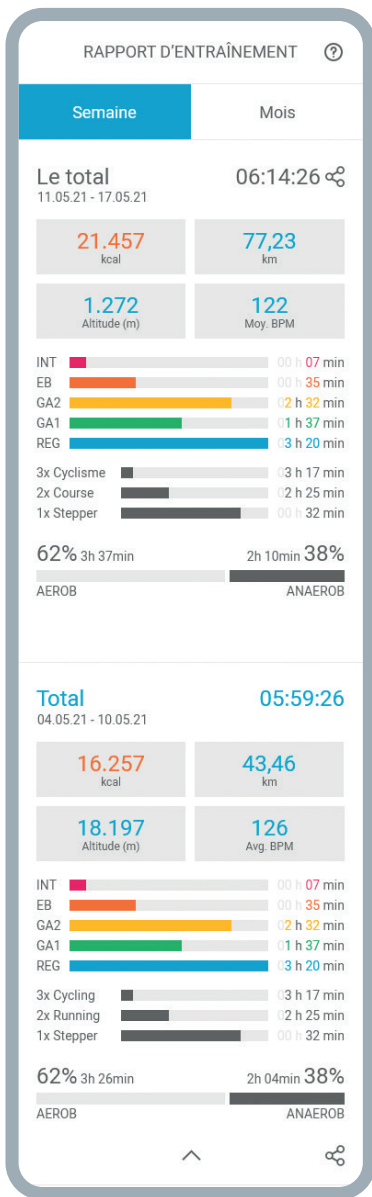 RAPPORT D'ENTRAÎNEMENT ?
Semaine Mois
Le total 06:14:26
11.05.21 - 17.05.21
21.457 77,23
kcal km
1.272 122
Altitude (m) Moy. BPM
INT 00 h 07 min
EB 00 h 35 min
GA2 02 h 32 min
GA1 01 h 37 min
REG 03 h 20 min
3x Cyclisme 03 h 17 min
2x Course 02 h 25 min
1x Stepper 00 h 32 min
62% 3h 37min 2h 10min 38%
AEROB ANAEROB
Total 05:59:26
04.05.21 - 10.05.21
16.257 43,46
kcal km
18.197 126
Altitude (m) Avg. BPM
INT 00 h 07 min
EB 00 h 35 min
GA2 02 h 32 min
GA1 01 h 37 min
REG 03 h 20 min
3x Cycling 03 h 17 min
2x Running 02 h 25 min
1x Stepper 00 h 32 min
62% 3h 26min 2h 04min 38%
AEROB ANAEROB